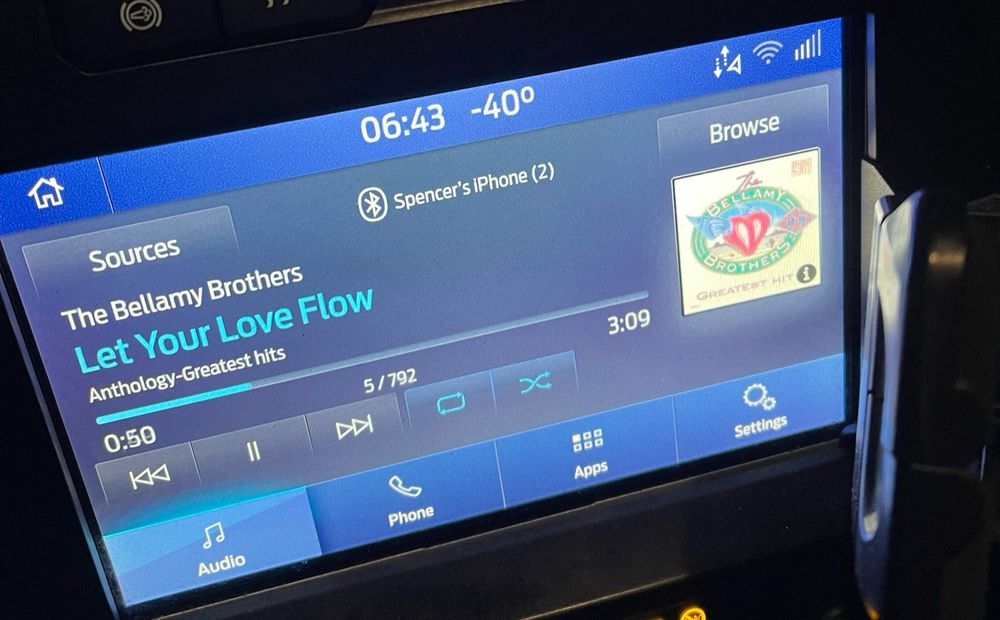 06:43 -40°
Browse
Spencer's iPhone (2)
Sources
The Bellamy Brothers
Let Your Love Flow
Anthology-Greatest hits
The
BELLAMY
BROTHERS
GREATEST HIT
0:50
5 / 792
3:09
Audio
Phone
Apps
Settings